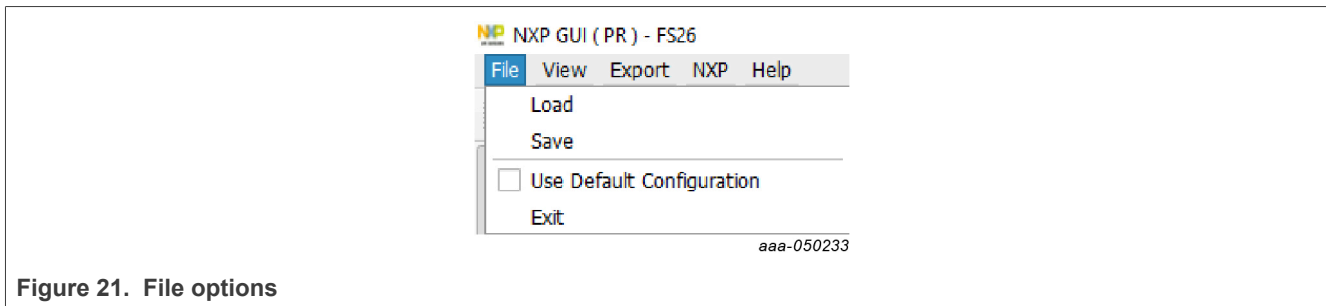 NXP NXP GUI ( PR ) - FS26
File View Export NXP Help
Load
Save
Use Default Configuration
Exit
aaa-050233
Figure 21. File options